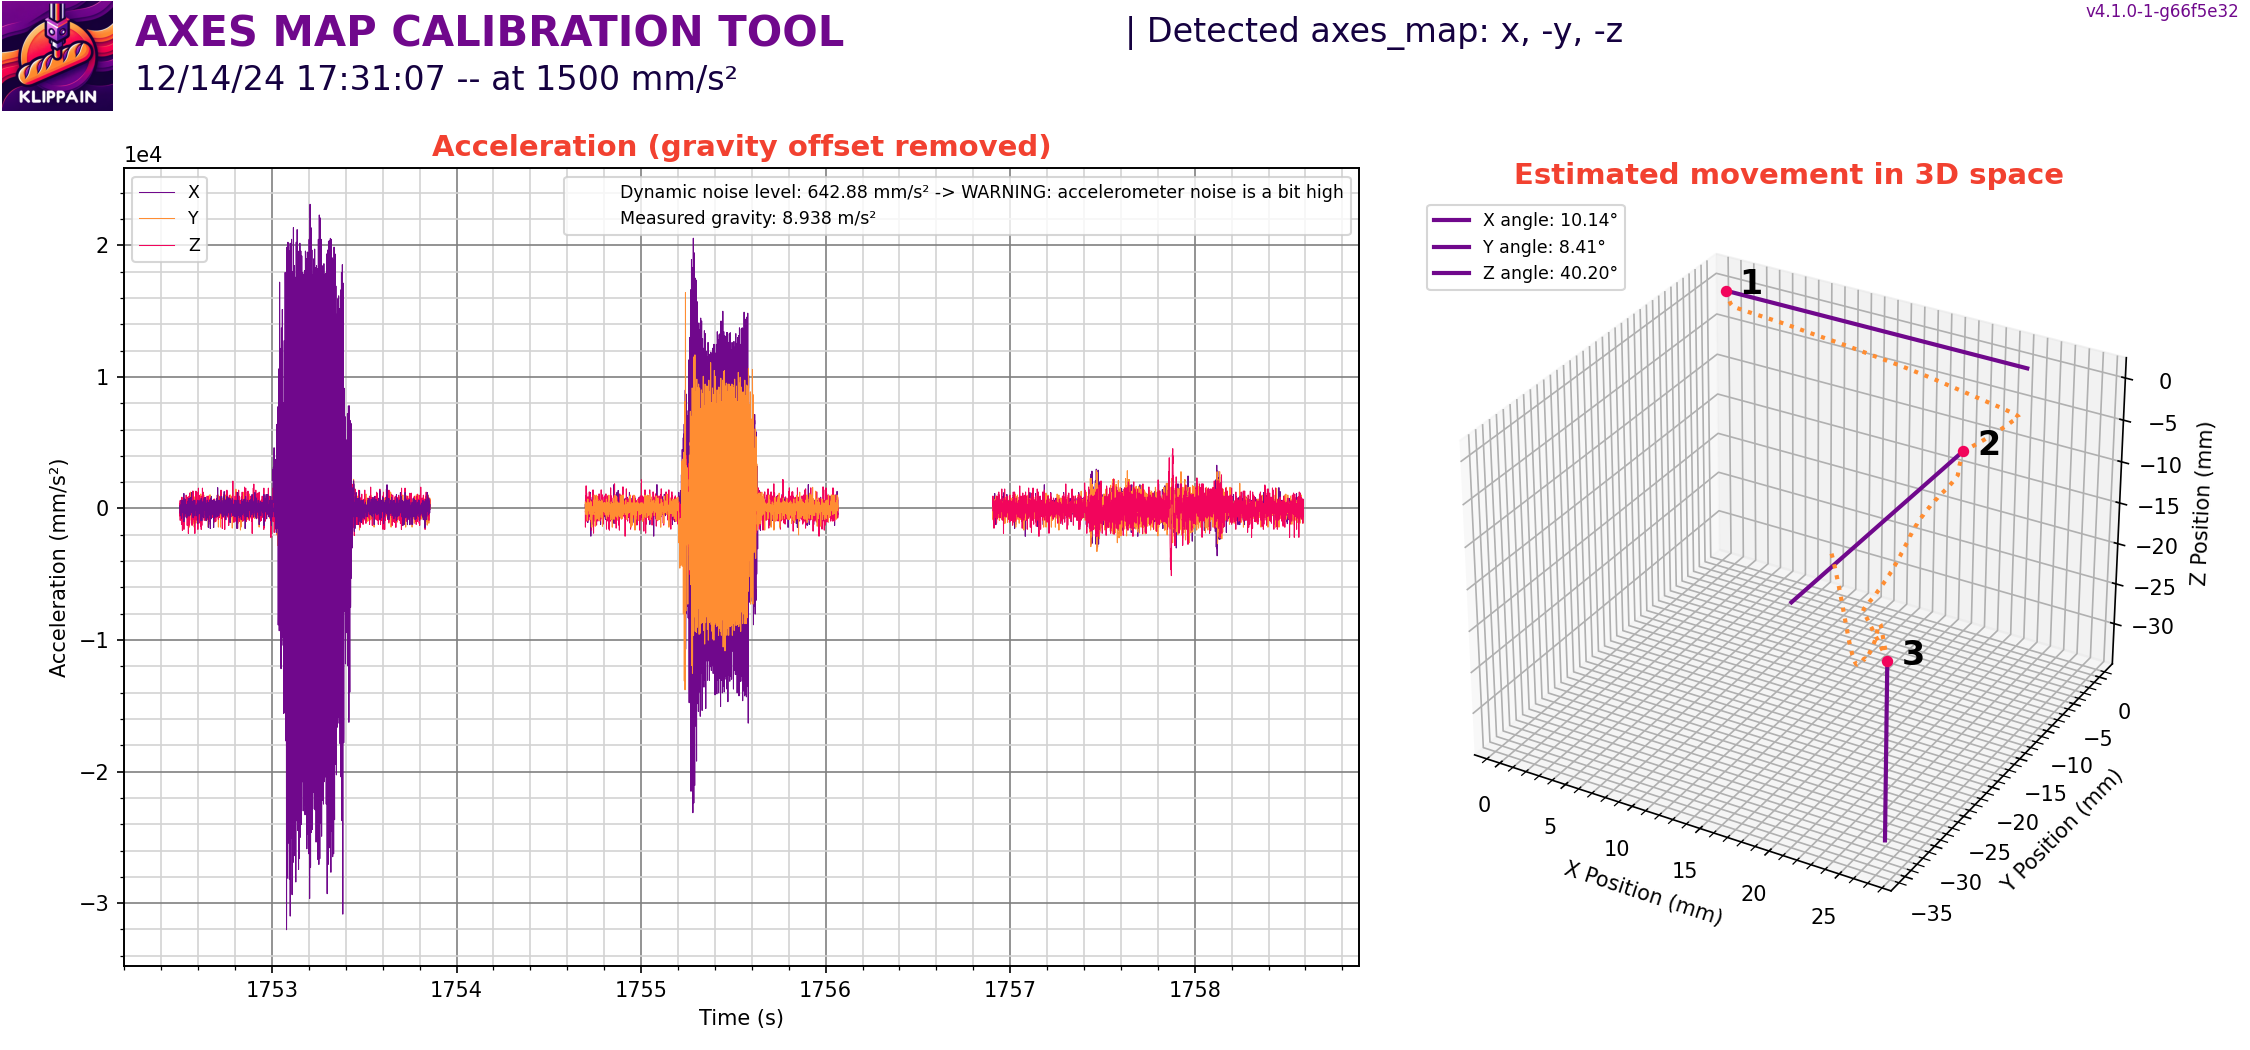 AXES MAP CALIBRATION TOOL
| Detected axes_map: x, -y, -z
v4.1.0-1-g66f5e32
12/14/24 17:31:07 -- at 1500 mm/s²
KLIPPAIN
Acceleration (gravity offset removed)
1e4
X
Y
Z
Dynamic noise level: 642.88 mm/s² -> WARNING: accelerometer noise is a bit high
Measured gravity: 8.938 m/s²
2
1
0
−1
−2
−3
Acceleration (mm/s²)
1753 1754 1755 1756 1757 1758
Time (s)
Estimated movement in 3D space
X angle: 10.14°
Y angle: 8.41°
Z angle: 40.20°
1
2
3
0
−5
−10
−15
−20
−25
−30
Z Position (mm)
0
−5
−10
−15
−20
−25
−30
−35
Y Position (mm)
0
5
10
15
20
25
X Position (mm)